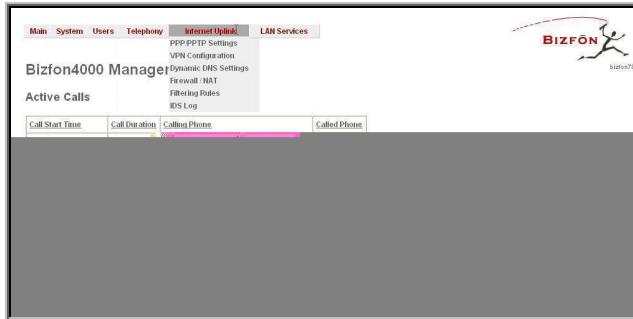 Main System Users Telephony Internet Uplink LAN Services
PPP/PPTP Settings
VPN Configuration
Dynamic DNS Settings
Firewall / NAT
Filtering Rules
IDS Log
BIZFŌN
Bizfon4000 Manager
Active Calls
Call Start Time Call Duration Calling Phone Called Phone